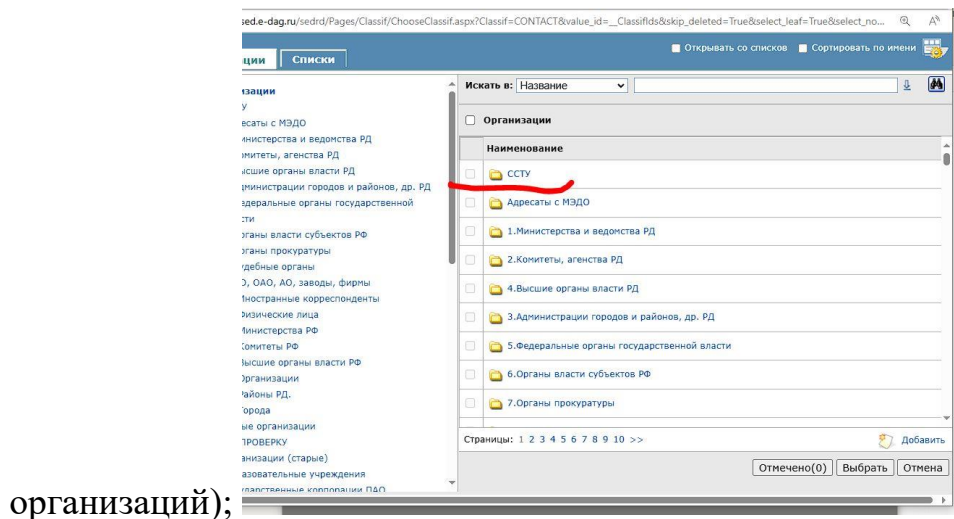 sed.e-dag.ru/sedrd/Pages/Classif/ChooseClassif.aspx?Classif=CONTACT&value_id=__ClassifIds&skip_deleted=True&select_leaf=True&select_no...
Открывать со списков Сортировать по имени
ции Списки
изации
У
есаты с МЭДО
инистерства и ведомства РД
омитеты, агенства РД
ысшие органы власти РД
дминистрации городов и районов, др. РД
едеральные органы государственной
сти
рганы власти субъектов РФ
рганы прокуратуры
удебные органы
О, ОАО, АО, заводы, фирмы
Иностранные корреспонденты
Физические лица
Министерства РФ
Комитеты РФ
Высшие органы власти РФ
Организации
Районы РД.
Города
ые организации
ПРОВЕРКУ
анизации (старые)
азовательные учреждения
ударственные корпорации ПАО
Искать в: Название
Организации
Наименование
ССТУ
Адресаты с МЭДО
1.Министерства и ведомства РД
2.Комитеты, агенства РД
4.Высшие органы власти РД
3.Администрации городов и районов, др. РД
5.Федеральные органы государственной власти
6.Органы власти субъектов РФ
7.Органы прокуратуры
Страницы: 1 2 3 4 5 6 7 8 9 10 >> Добавить
Отмечено(0) Выбрать Отмена
организаций);